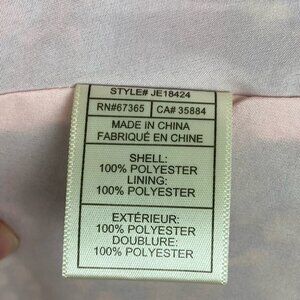 STYLE# JE18424
RN#67365 CA# 35884
MADE IN CHINA
FABRIQUÉ EN CHINE
SHELL:
100% POLYESTER
LINING:
100% POLYESTER
EXTÉRIEUR:
100% POLYESTER
DOUBLURE:
100% POLYESTER